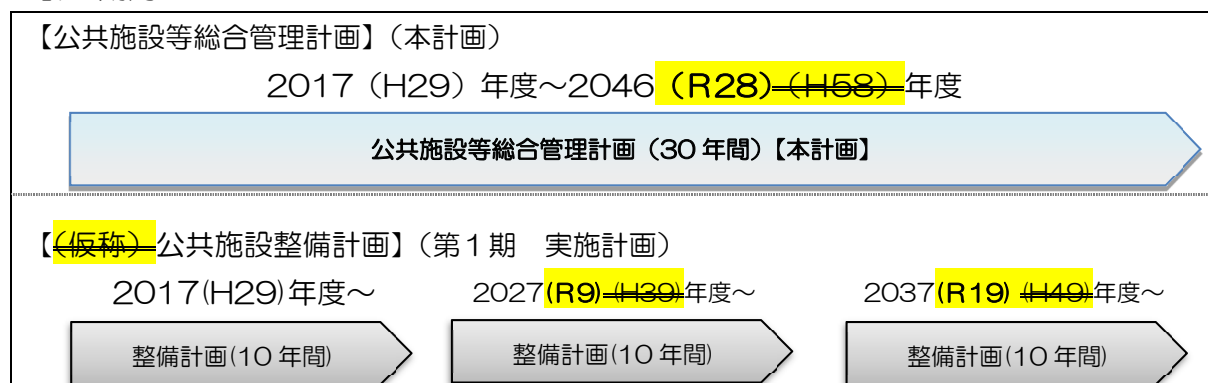 【公共施設等総合管理計画】(本計画)
2017(H29)年度~2046(R28)(H58)年度
公共施設等総合管理計画(30年間)【本計画】
【(仮称)公共施設整備計画】(第1期 実施計画)
2017(H29)年度~ 2027(R9)(H39)年度~ 2037(R19)(H49)年度~
整備計画(10年間) 整備計画(10年間) 整備計画(10年間)